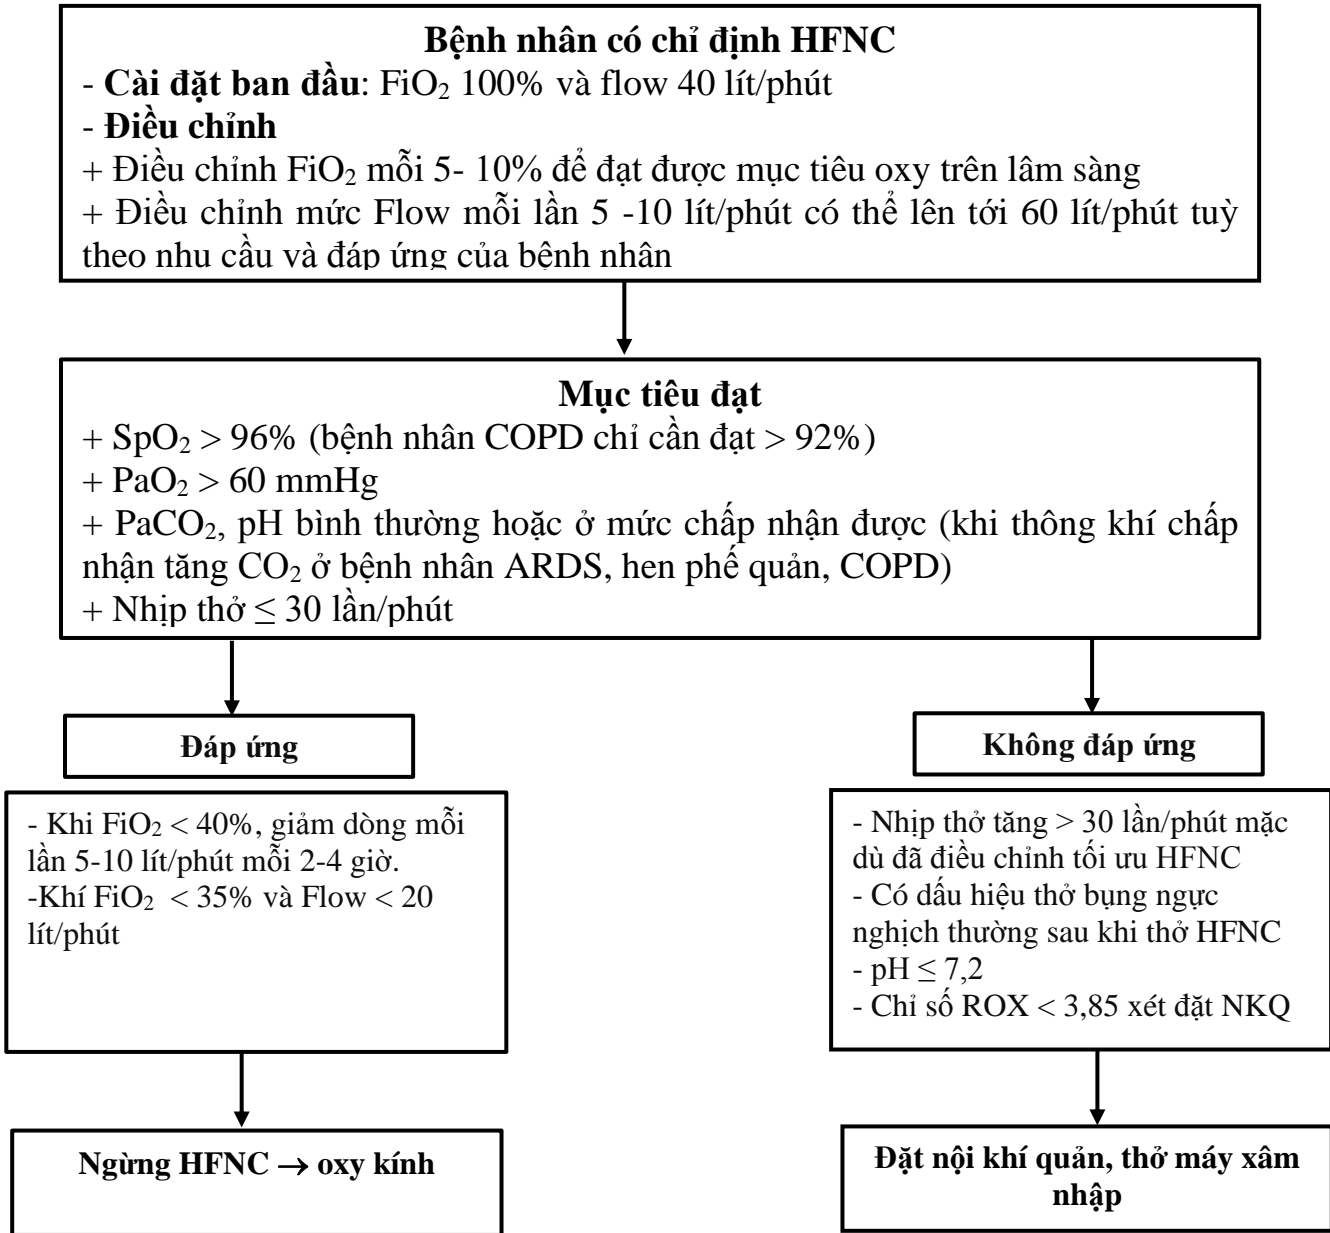 Bệnh nhân có chỉ định HFNC
- Cài đặt ban đầu: FiO₂ 100% và flow 40 lít/phút
- Điều chỉnh
+ Điều chỉnh FiO₂ mỗi 5- 10% để đạt được mục tiêu oxy trên lâm sàng
+ Điều chỉnh mức Flow mỗi lần 5 -10 lít/phút có thể lên tới 60 lít/phút tuỳ
theo nhu cầu và đáp ứng của bệnh nhân
Mục tiêu đạt
+ SpO₂ > 96% (bệnh nhân COPD chỉ cần đạt > 92%)
+ PaO₂ > 60 mmHg
+ PaCO₂, pH bình thường hoặc ở mức chấp nhận được (khi thông khí chấp
nhận tăng CO₂ ở bệnh nhân ARDS, hen phế quản, COPD)
+ Nhịp thở ≤ 30 lần/phút
Đáp ứng
- Khi FiO₂ < 40%, giảm dòng mỗi
lần 5-10 lít/phút mỗi 2-4 giờ.
-Khí FiO₂ < 35% và Flow < 20
lít/phút
Ngừng HFNC → oxy kính
Không đáp ứng
- Nhịp thở tăng > 30 lần/phút mặc
dù đã điều chỉnh tối ưu HFNC
- Có dấu hiệu thở bụng ngực
nghịch thường sau khi thở HFNC
- pH ≤ 7,2
- Chỉ số ROX < 3,85 xét đặt NKQ
Đặt nội khí quản, thở máy xâm
nhập